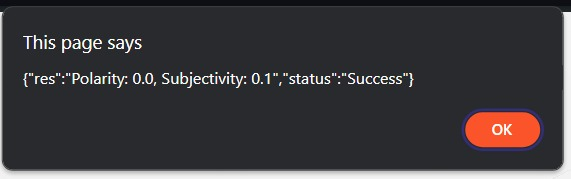 This page says
{"res":"Polarity: 0.0, Subjectivity: 0.1","status":"Success"}
OK